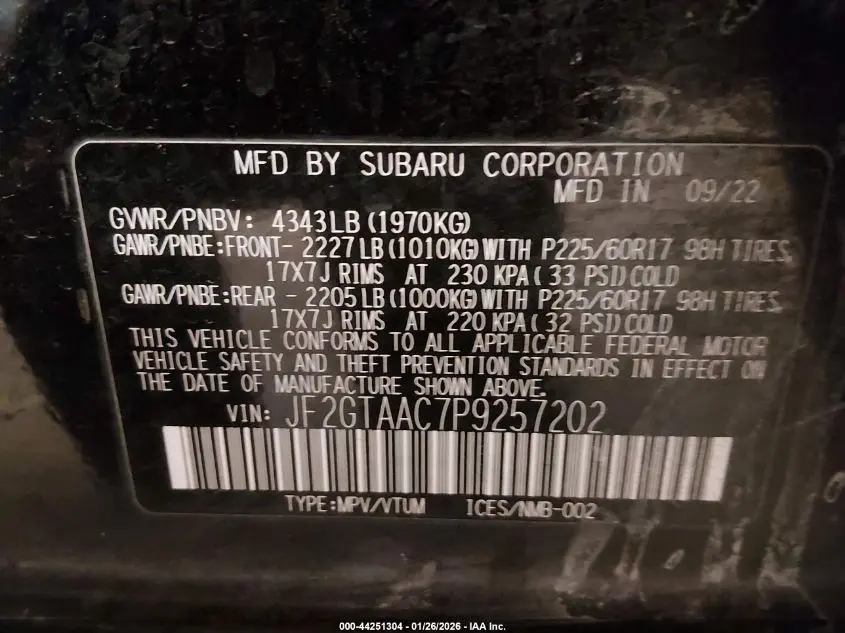 MFD BY SUBARU CORPORATION
MFD IN 09/22
GVWR/PNBV: 4343LB (1970KG)
GAWR/PNBE:FRONT- 2227LB(1010KG)WITH P225/60R17 98H TIRES,
17X7J RIMS AT 230 KPA( 33 PSI)COLD
GAWR/PNBE:REAR - 2205LB(1000KG)WITH P225/60R17 98H TIRES,
17X7J RIMS AT 220 KPA( 32 PSI)COLD
THIS VEHICLE CONFORMS TO ALL APPLICABLE FEDERAL MOTOR
VEHICLE SAFETY AND THEFT PREVENTION STANDARDS IN EFFECT ON
THE DATE OF MANUFACTURE SHOWN ABOVE.
VIN: JF2GTAAC7P9257202
TYPE:MPV/VTUM ICES/NMB-002
000-44251304 - 01/26/2026 - IAA Inc.